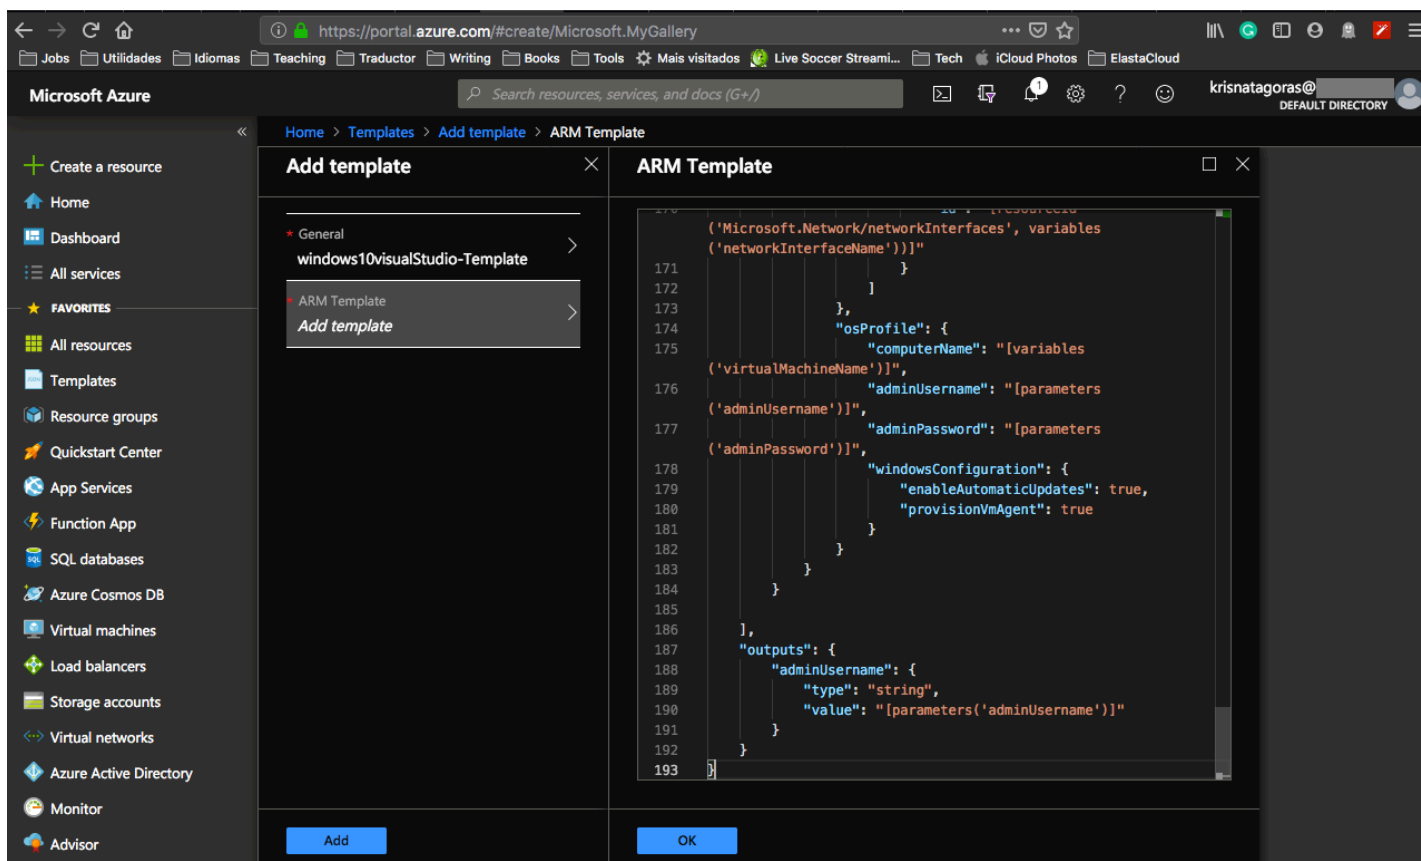 https://portal.azure.com/#create/Microsoft.MyGallery
Jobs Utilidades Idiomas Teaching Traductor Writing Books Tools Mais visitados Live Soccer Streami... Tech iCloud Photos ElastaCloud
Microsoft Azure
Search resources, services, and docs (G+/)
1
krisnatagoras@
DEFAULT DIRECTORY
Home > Templates > Add template > ARM Template
Create a resource
Home
Dashboard
All services
FAVORITES
All resources
Templates
Resource groups
Quickstart Center
App Services
Function App
SQL databases
Azure Cosmos DB
Virtual machines
Load balancers
Storage accounts
Virtual networks
Azure Active Directory
Monitor
Advisor
Add template
* General
windows10visualStudio-Template
* ARM Template
Add template
Add
ARM Template
170 "id": "[resourceId
('Microsoft.Network/networkInterfaces', variables
('networkInterfaceName'))]"
171 }
172 ]
173 },
174 "osProfile": {
175 "computerName": "[variables
('virtualMachineName')]",
176 "adminUsername": "[parameters
('adminUsername')]",
177 "adminPassword": "[parameters
('adminPassword')]",
178 "windowsConfiguration": {
179 "enableAutomaticUpdates": true,
180 "provisionVmAgent": true
181 }
182 }
183 }
184 }
185
186 ],
187 "outputs": {
188 "adminUsername": {
189 "type": "string",
190 "value": "[parameters('adminUsername')]"
191 }
192 }
193 }
OK